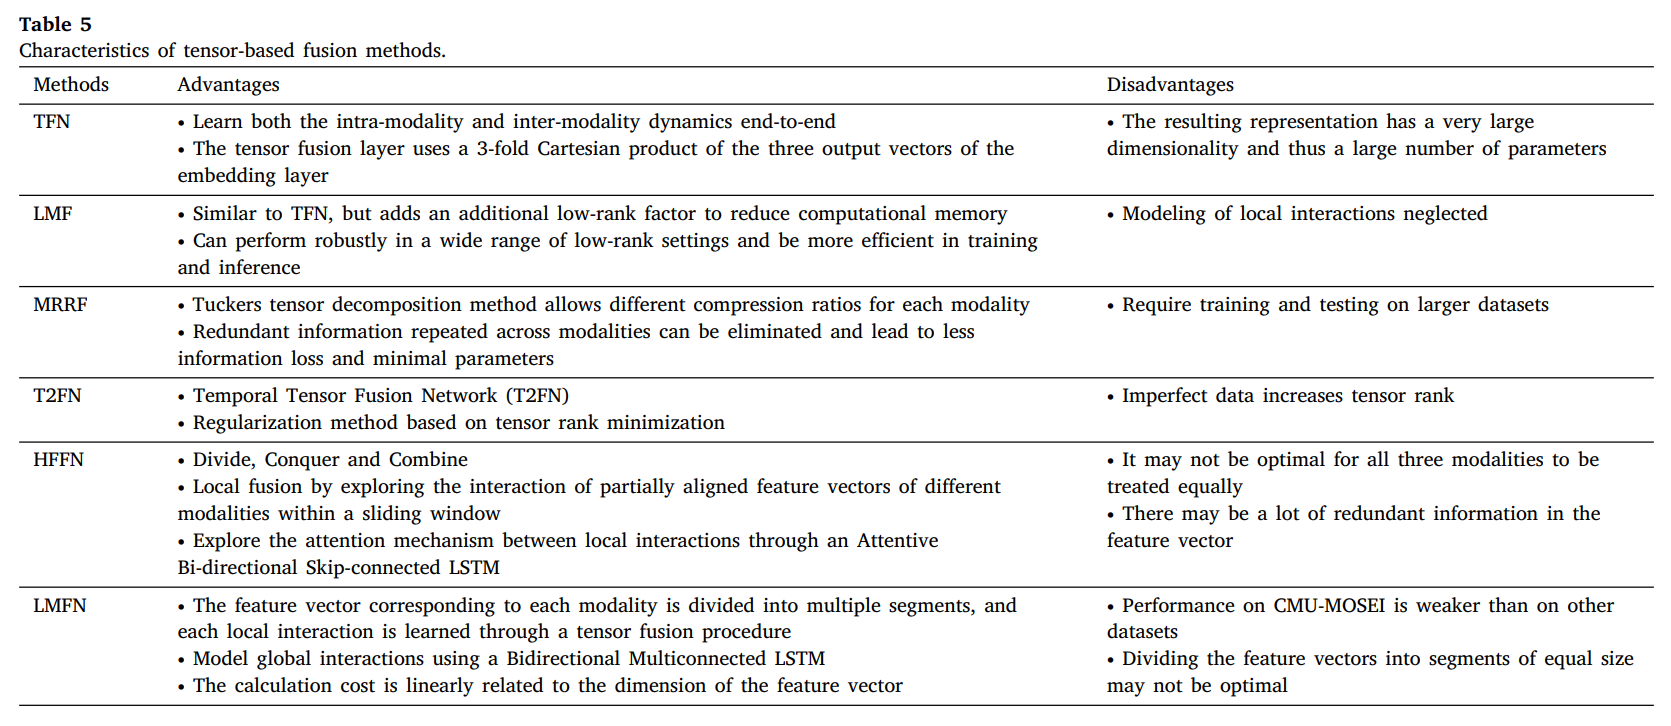 Table 5
Characteristics of tensor-based fusion methods.
Methods Advantages Disadvantages
TFN • Learn both the intra-modality and inter-modality dynamics end-to-end • The resulting representation has a very large
• The tensor fusion layer uses a 3-fold Cartesian product of the three output vectors of the dimensionality and thus a large number of parameters
embedding layer
LMF • Similar to TFN, but adds an additional low-rank factor to reduce computational memory • Modeling of local interactions neglected
• Can perform robustly in a wide range of low-rank settings and be more efficient in training
and inference
MRRF • Tuckers tensor decomposition method allows different compression ratios for each modality • Require training and testing on larger datasets
• Redundant information repeated across modalities can be eliminated and lead to less
information loss and minimal parameters
T2FN • Temporal Tensor Fusion Network (T2FN) • Imperfect data increases tensor rank
• Regularization method based on tensor rank minimization
HFFN • Divide, Conquer and Combine • It may not be optimal for all three modalities to be
• Local fusion by exploring the interaction of partially aligned feature vectors of different treated equally
modalities within a sliding window • There may be a lot of redundant information in the
• Explore the attention mechanism between local interactions through an Attentive feature vector
Bi-directional Skip-connected LSTM
LMFN • The feature vector corresponding to each modality is divided into multiple segments, and • Performance on CMU-MOSEI is weaker than on other
each local interaction is learned through a tensor fusion procedure datasets
• Model global interactions using a Bidirectional Multiconnected LSTM • Dividing the feature vectors into segments of equal size
• The calculation cost is linearly related to the dimension of the feature vector may not be optimal